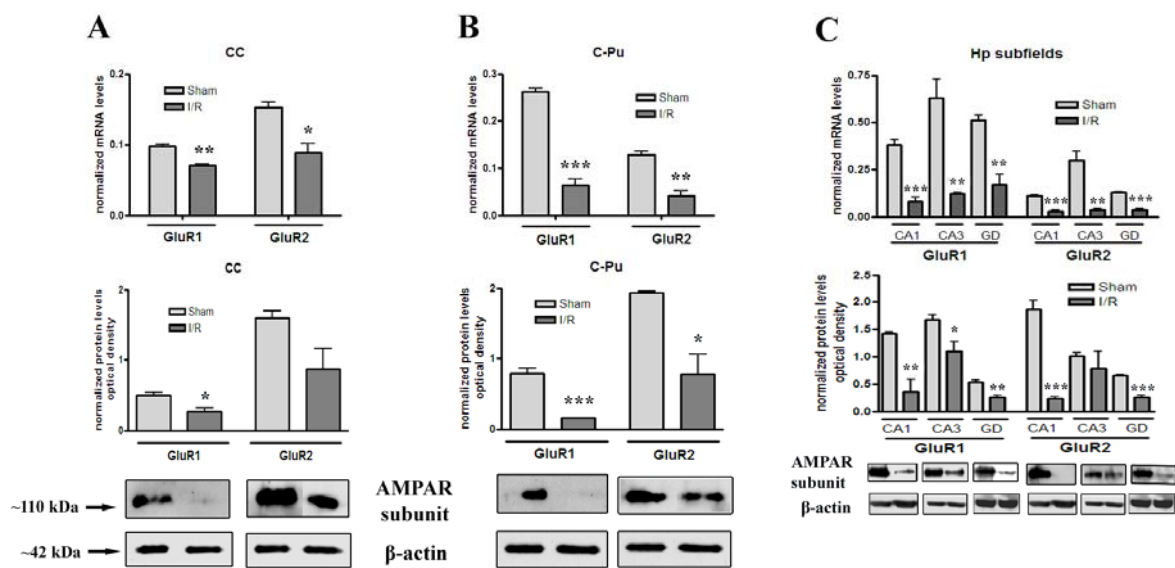 A
CC
normalized mRNA levels
0.2
0.1
0.0
Sham
I/R
**
*
GluR1
GluR2
CC
normalized protein levels
optical density
2
1
0
Sham
I/R
*
GluR1
GluR2
~110 kDa
~42 kDa
B
C-Pu
normalized mRNA levels
0.3
0.2
0.1
0.0
Sham
I/R
***
**
GluR1
GluR2
C-Pu
normalized protein levels
optical density
2
1
0
Sham
I/R
***
*
GluR1
GluR2
AMPAR
subunit
β-actin
C
Hp subfields
normalized mRNA levels
0.75
0.50
0.25
0.00
Sham
I/R
*** ** ** *** ** ***
CA1 CA3 GD CA1 CA3 GD
GluR1 GluR2
normalized protein levels
optical density
2.5
2.0
1.5
1.0
0.5
0.0
Sham
I/R
** * ** *** ***
CA1 CA3 GD CA1 CA3 GD
GluR1 GluR2
AMPAR
subunit
β-actin